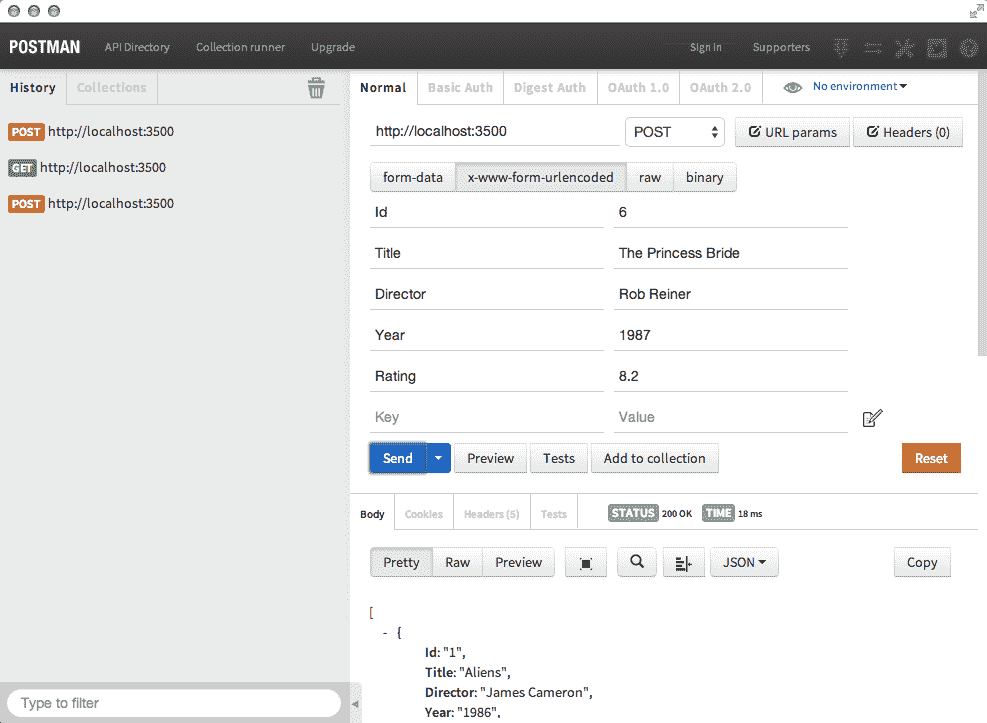 POSTMAN API Directory Collection runner Upgrade Sign in Supporters
History Collections
Normal Basic Auth Digest Auth OAuth 1.0 OAuth 2.0 No environment
POST http://localhost:3500
GET http://localhost:3500
POST http://localhost:3500
http://localhost:3500 POST URL params Headers (0)
form-data x-www-form-urlencoded raw binary
Id 6
Title The Princess Bride
Director Rob Reiner
Year 1987
Rating 8.2
Key Value
Send Preview Tests Add to collection Reset
Body Cookies Headers (5) Tests STATUS 200 OK TIME 18 ms
Pretty Raw Preview JSON Copy
[
- {
Id: "1",
Title: "Aliens",
Director: "James Cameron",
Year: "1986",
Type to filter